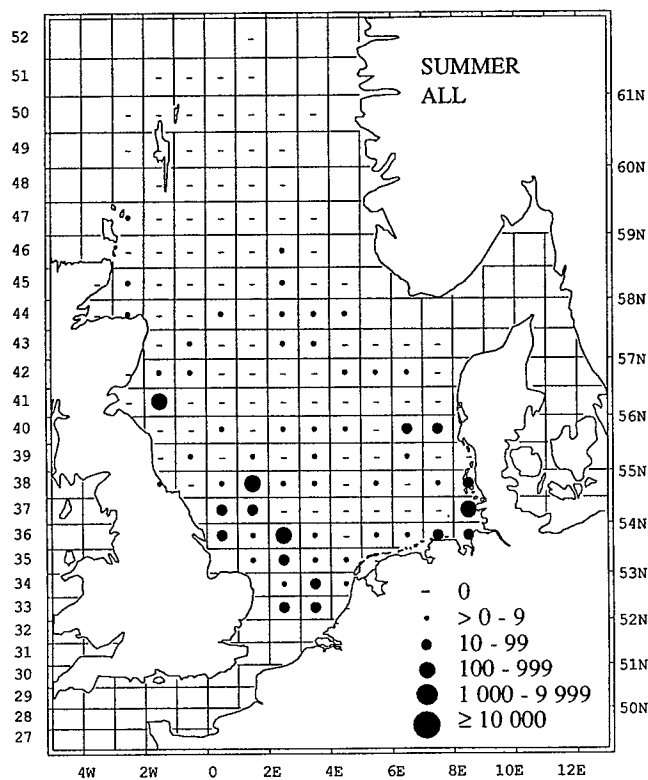 SUMMER
ALL
52
51
50
49
48
47
46
45
44
43
42
41
40
39
38
37
36
35
34
33
32
31
30
29
28
27
61N
60N
59N
58N
57N
56N
55N
54N
53N
52N
51N
50N
- 0
> 0 - 9
10 - 99
100 - 999
1 000 - 9 999
≥ 10 000
4W 2W 0 2E 4E 6E 8E 10E 12E